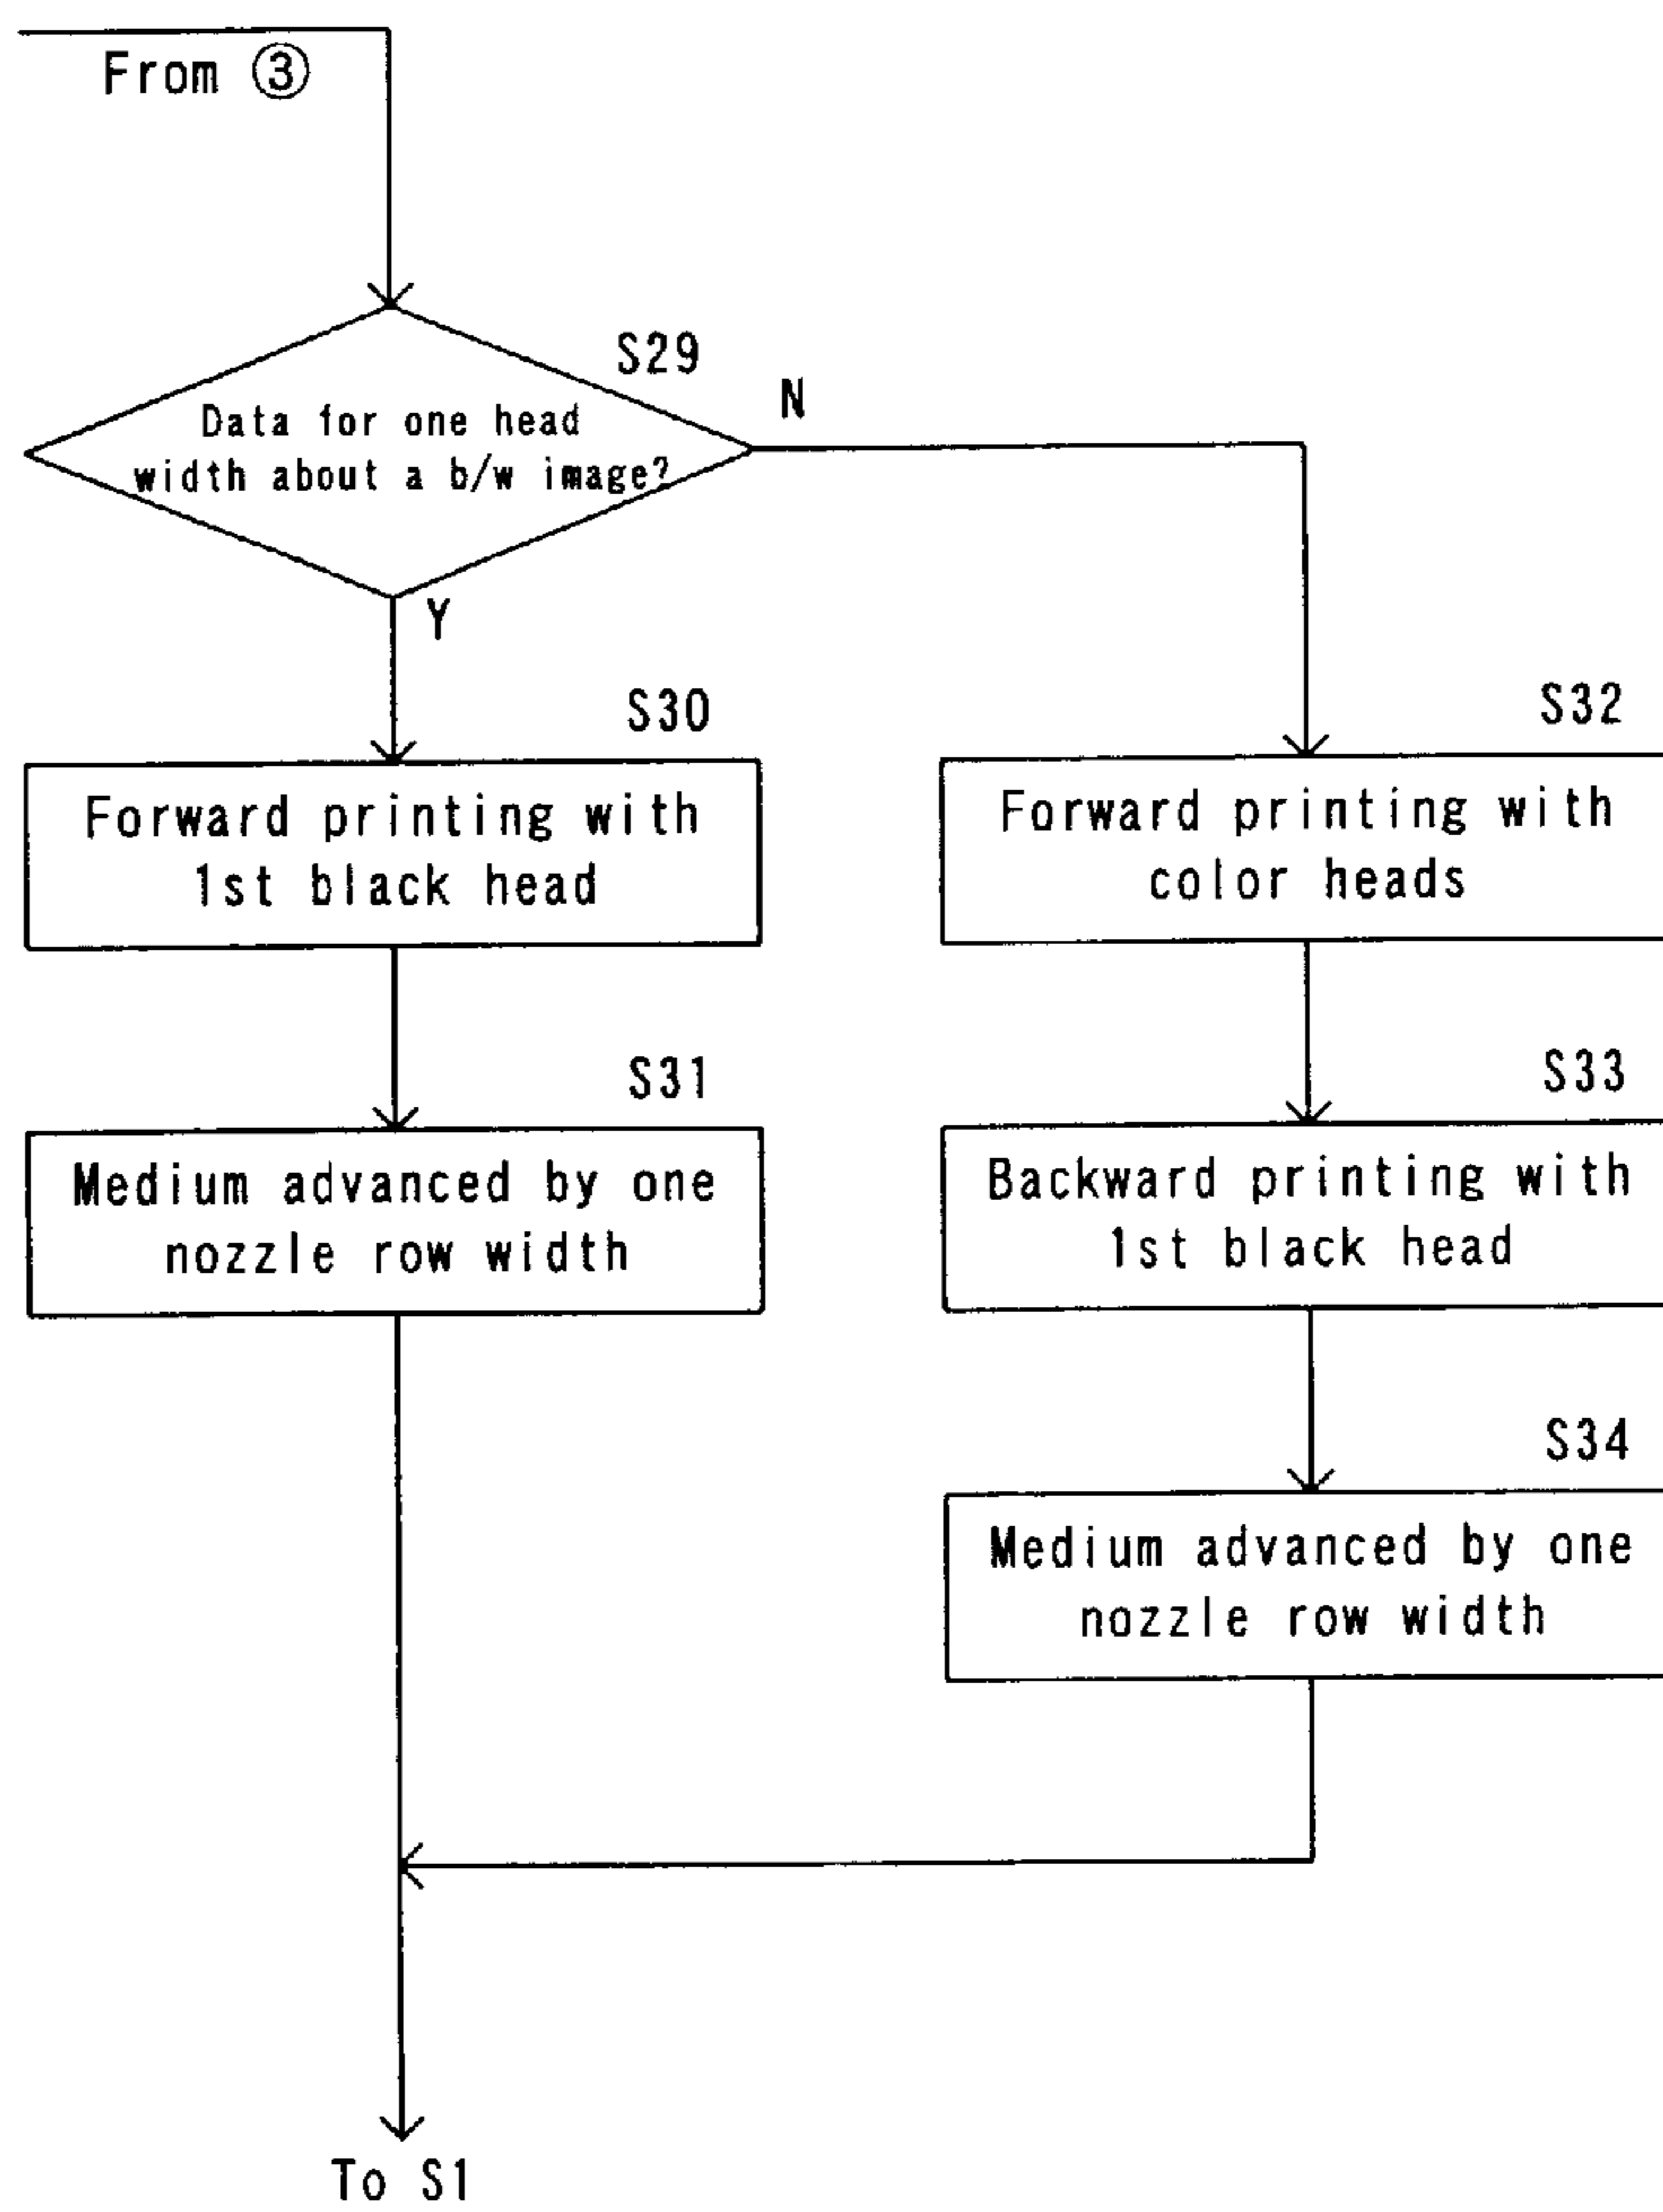 From ③
S29
Data for one head
width about a b/w image?
N
Y
S30
Forward printing with
1st black head
S31
Medium advanced by one
nozzle row width
S32
Forward printing with
color heads
S33
Backward printing with
1st black head
S34
Medium advanced by one
nozzle row width
To S1